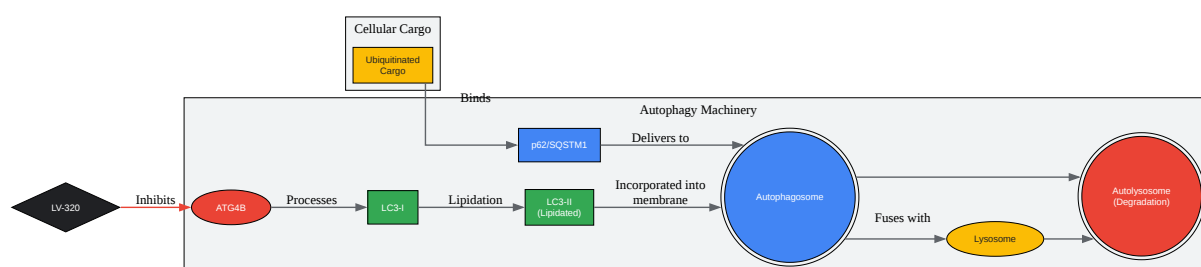 Cellular Cargo
Ubiquitinated
Cargo
Binds
Autophagy Machinery
p62/SQSTM1
Delivers to
LV-320
Inhibits
ATG4B
Processes
LC3-I
Lipidation
LC3-II
(Lipidated)
Incorporated into
membrane
Autophagosome
Fuses with
Lysosome
Autolysosome
(Degradation)